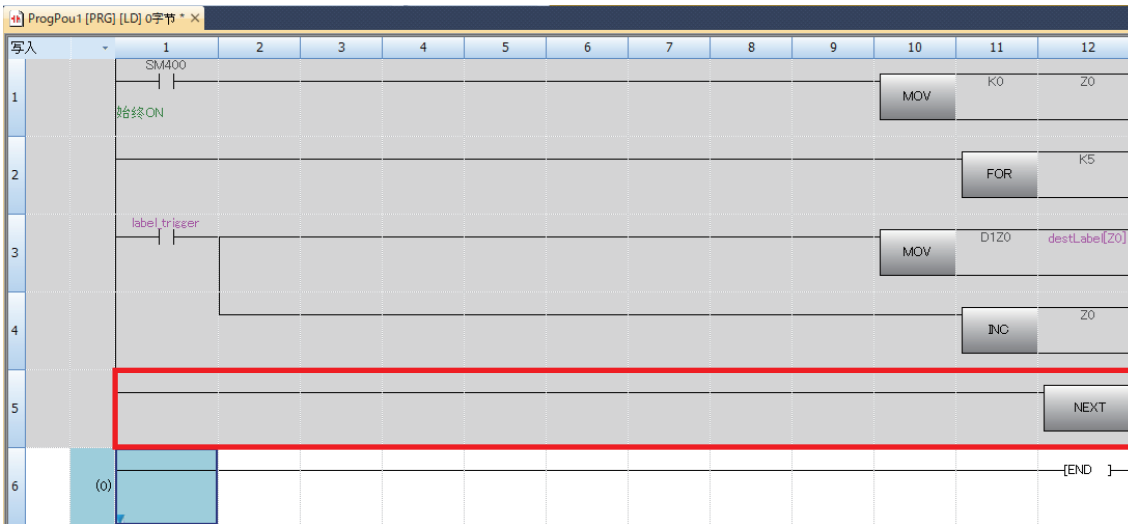 ProgPou1 [PRG] [LD] 0字节 * ×
写入 1 2 3 4 5 6 7 8 9 10 11 12
SM400
1 MOV K0 Z0
始终ON
2 FOR K5
label_trigger
3 MOV D1Z0 destLabel[Z0]
4 INC Z0
5 NEXT
6 (0) [END ]